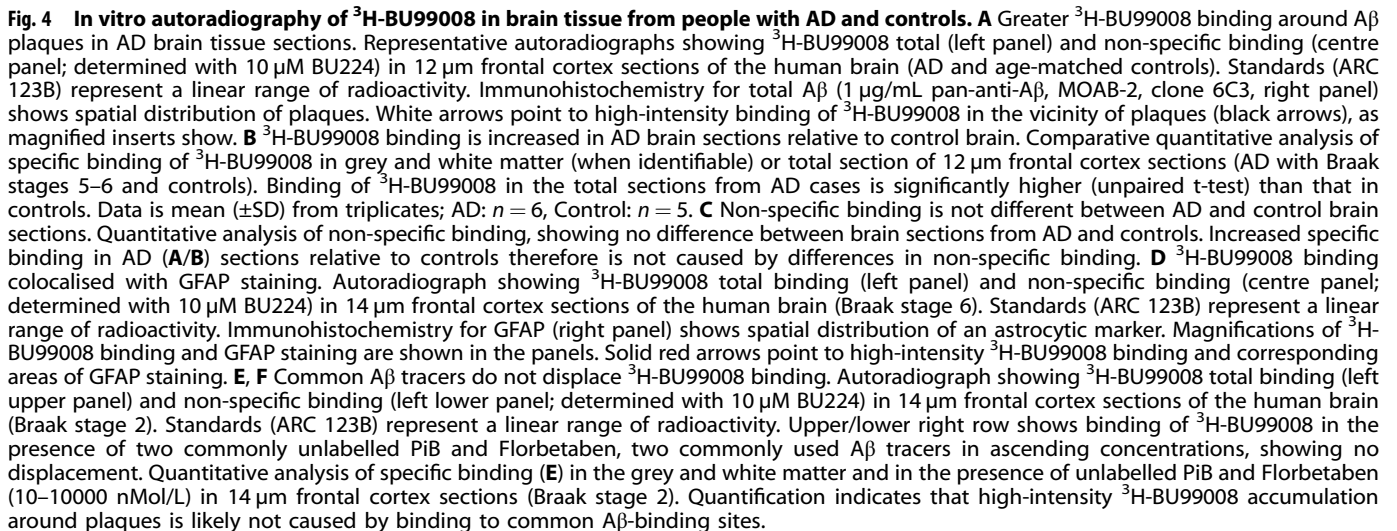 Fig. 4 In vitro autoradiography of ³H-BU99008 in brain tissue from people with AD and controls. A Greater ³H-BU99008 binding around Aβ
plaques in AD brain tissue sections. Representative autoradiographs showing ³H-BU99008 total (left panel) and non-specific binding (centre
panel; determined with 10 μM BU224) in 12 μm frontal cortex sections of the human brain (AD and age-matched controls). Standards (ARC
123B) represent a linear range of radioactivity. Immunohistochemistry for total Aβ (1 μg/mL pan-anti-Aβ, MOAB-2, clone 6C3, right panel)
shows spatial distribution of plaques. White arrows point to high-intensity binding of ³H-BU99008 in the vicinity of plaques (black arrows), as
magnified inserts show. B ³H-BU99008 binding is increased in AD brain sections relative to control brain. Comparative quantitative analysis of
specific binding of ³H-BU99008 in grey and white matter (when identifiable) or total section of 12 μm frontal cortex sections (AD with Braak
stages 5–6 and controls). Binding of ³H-BU99008 in the total sections from AD cases is significantly higher (unpaired t-test) than that in
controls. Data is mean (±SD) from triplicates; AD: n = 6, Control: n = 5. C Non-specific binding is not different between AD and control brain
sections. Quantitative analysis of non-specific binding, showing no difference between brain sections from AD and controls. Increased specific
binding in AD (A/B) sections relative to controls therefore is not caused by differences in non-specific binding. D ³H-BU99008 binding
colocalised with GFAP staining. Autoradiograph showing ³H-BU99008 total binding (left panel) and non-specific binding (centre panel;
determined with 10 μM BU224) in 14 μm frontal cortex sections of the human brain (Braak stage 6). Standards (ARC 123B) represent a linear
range of radioactivity. Immunohistochemistry for GFAP (right panel) shows spatial distribution of an astrocytic marker. Magnifications of ³H-
BU99008 binding and GFAP staining are shown in the panels. Solid red arrows point to high-intensity ³H-BU99008 binding and corresponding
areas of GFAP staining. E, F Common Aβ tracers do not displace ³H-BU99008 binding. Autoradiograph showing ³H-BU99008 total binding (left
upper panel) and non-specific binding (left lower panel; determined with 10 μM BU224) in 14 μm frontal cortex sections of the human brain
(Braak stage 2). Standards (ARC 123B) represent a linear range of radioactivity. Upper/lower right row shows binding of ³H-BU99008 in the
presence of two commonly unlabelled PiB and Florbetaben, two commonly used Aβ tracers in ascending concentrations, showing no
displacement. Quantitative analysis of specific binding (E) in the grey and white matter and in the presence of unlabelled PiB and Florbetaben
(10–10000 nMol/L) in 14 μm frontal cortex sections (Braak stage 2). Quantification indicates that high-intensity ³H-BU99008 accumulation
around plaques is likely not caused by binding to common Aβ-binding sites.